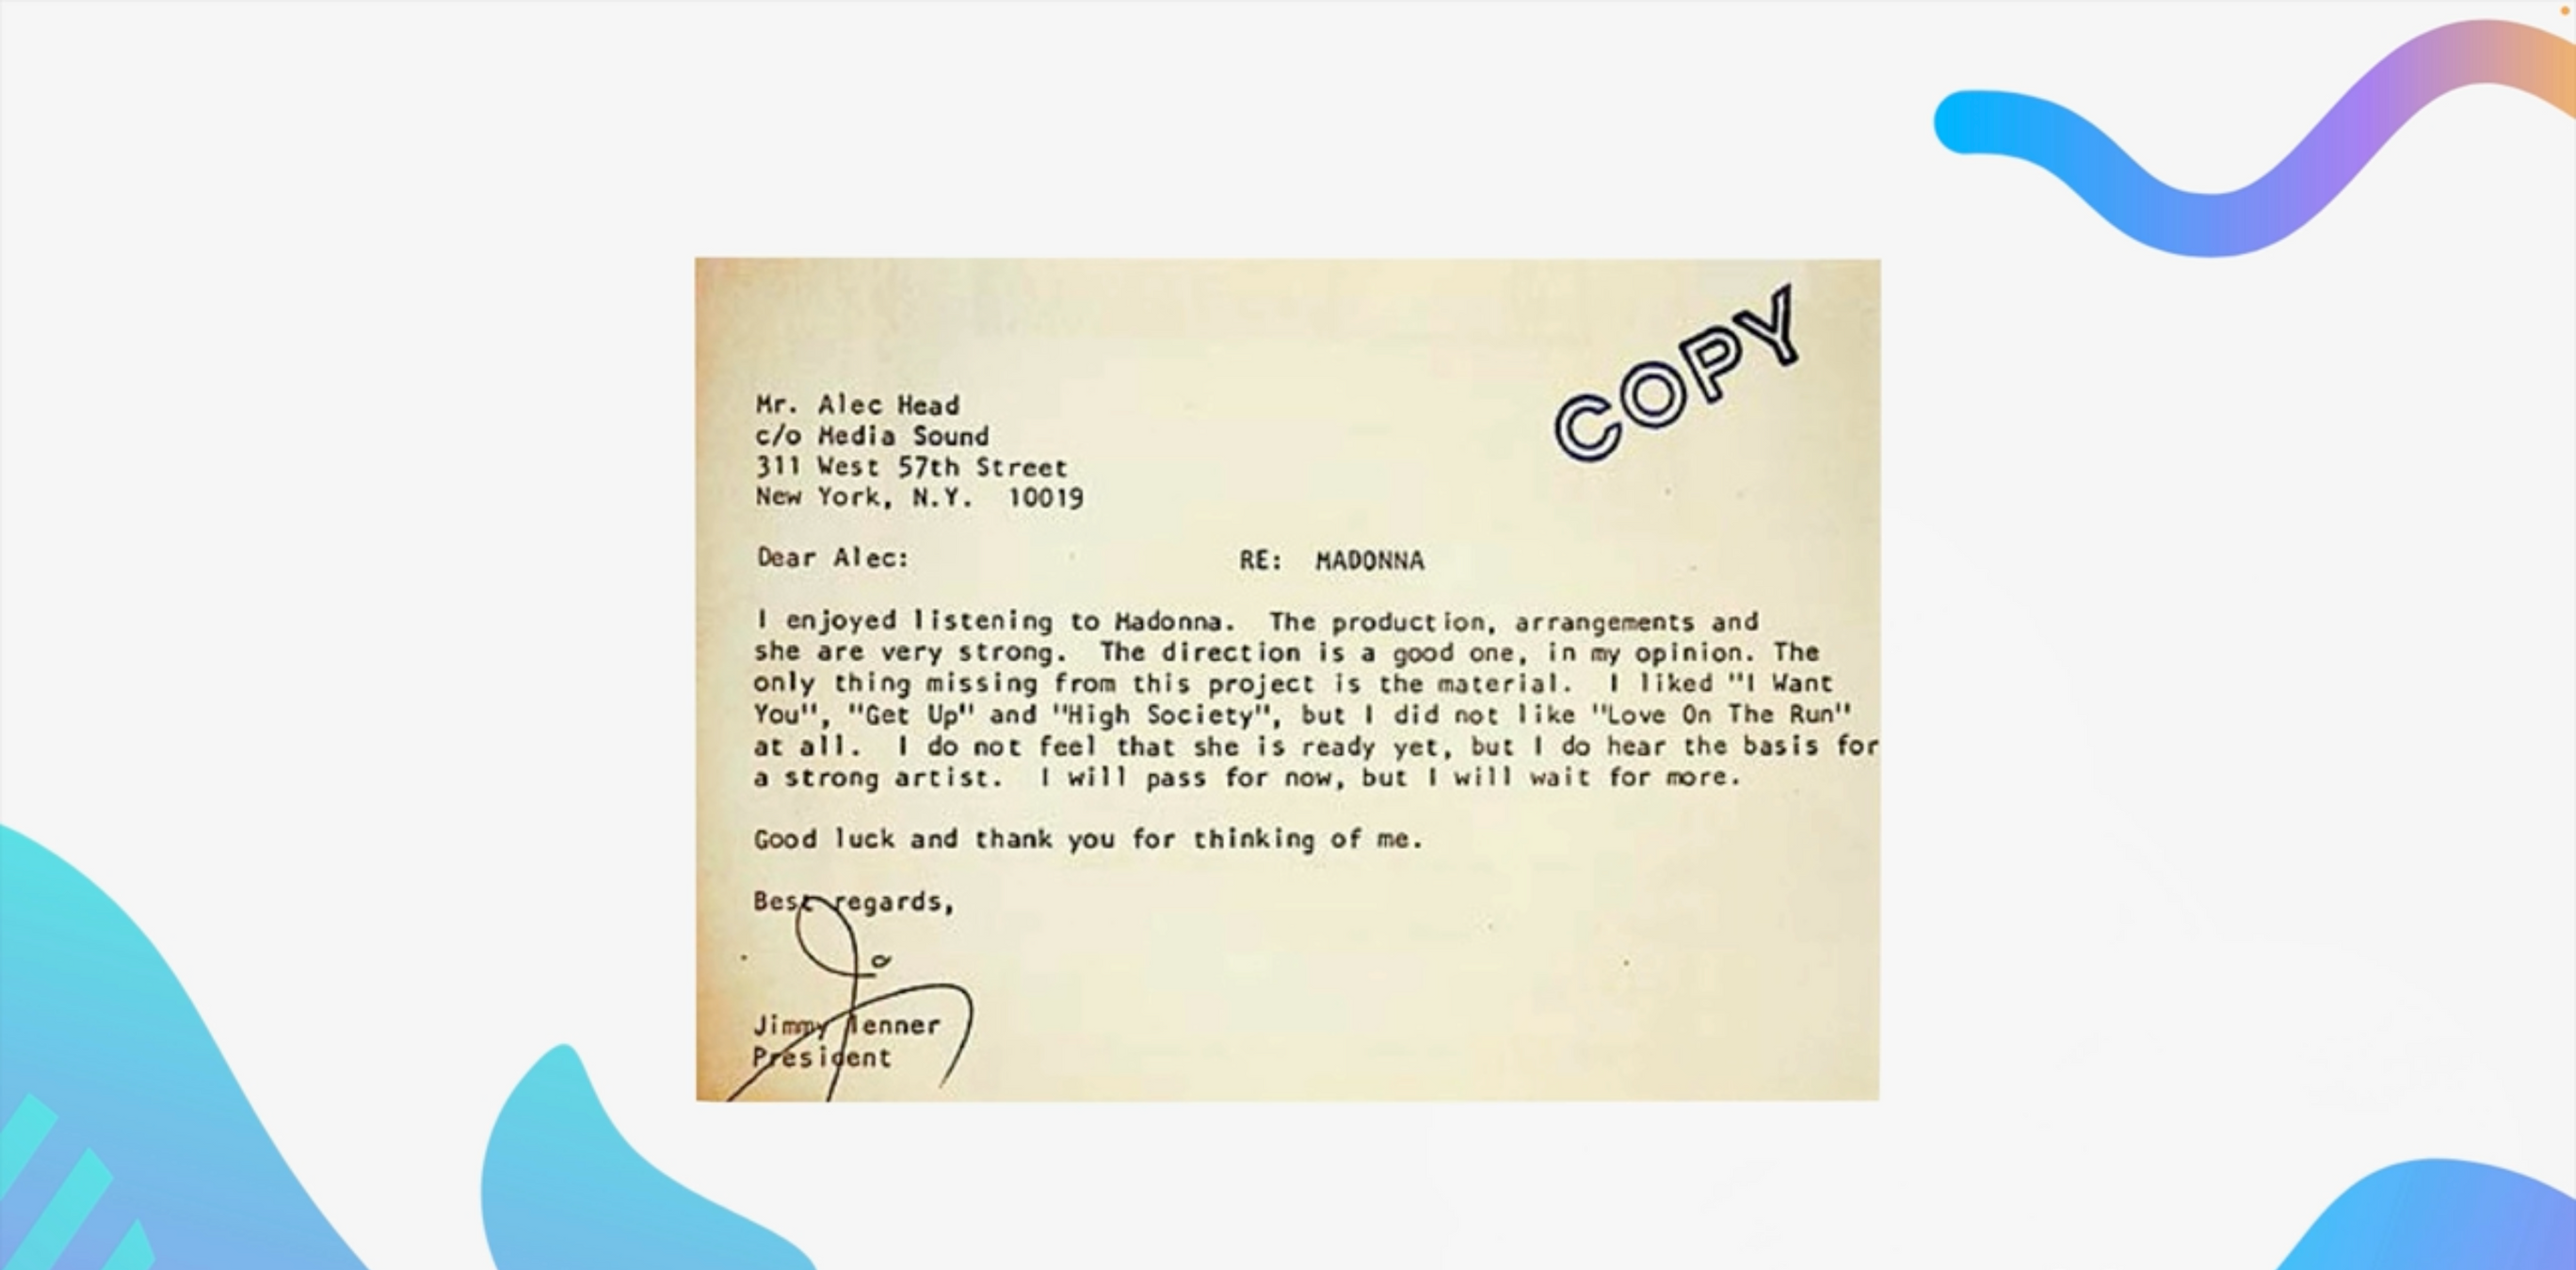 COPY
Mr. Alec Head
c/o Media Sound
311 West 57th Street
New York, N.Y. 10019
Dear Alec: RE: MADONNA
I enjoyed listening to Madonna. The production, arrangements and
she are very strong. The direction is a good one, in my opinion. The
only thing missing from this project is the material. I liked "I Want
You", "Get Up" and "High Society", but I did not like "Love On The Run"
at all. I do not feel that she is ready yet, but I do hear the basis for
a strong artist. I will pass for now, but I will wait for more.
Good luck and thank you for thinking of me.
Best regards,
Jimmy Ienner
President